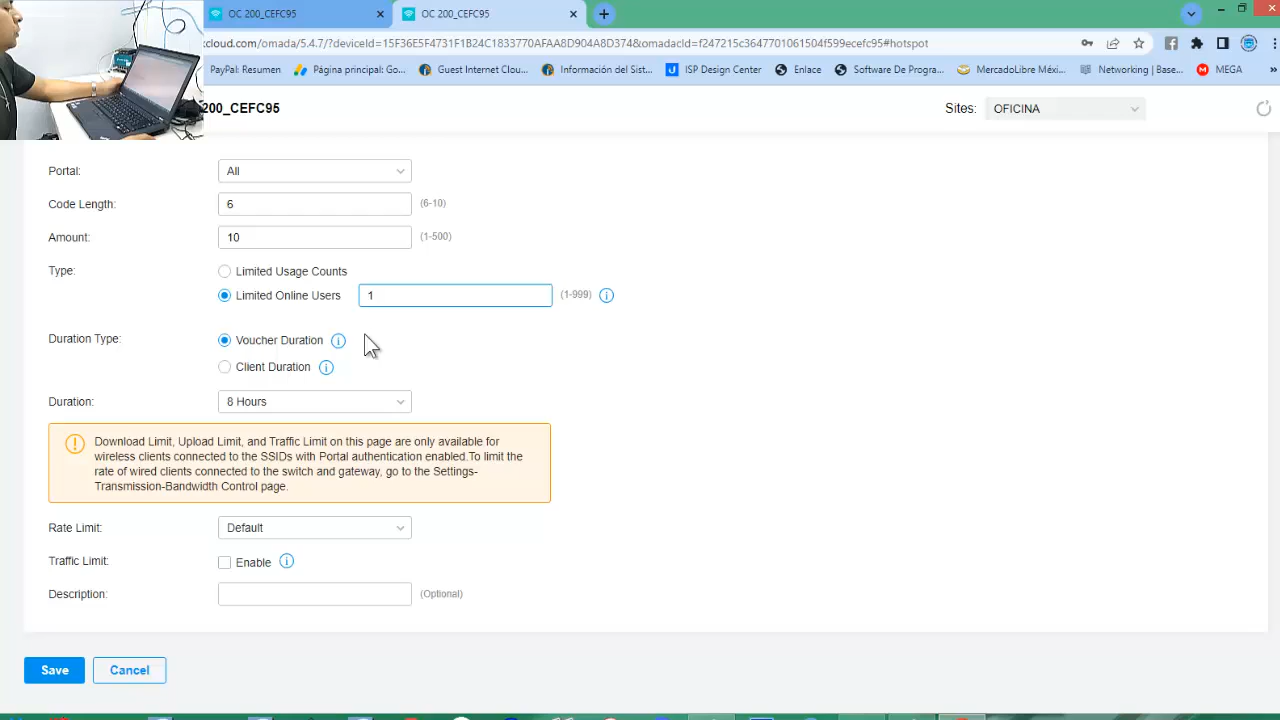 OC 200_CEFC95
OC 200_CEFC95
cloud.com/omada/5.4.7/?deviceId=15F36E5F4731F1B24C1833770AFAA8D904A8D374&omadacId=f247215c3647701061504f599ecefc95#hotspot
PayPal: Resumen
Página principal: Go...
Guest Internet Clou...
Información del Sist...
ISP Design Center
Enlace
Software De Progra...
MercadoLibre Méxi...
Networking | Base...
MEGA
»
200_CEFC95
Sites:
OFICINA
Portal:
All
Code Length:
6
(6-10)
Amount:
10
(1-500)
Type:
Limited Usage Counts
Limited Online Users
1
(1-999)
Duration Type:
Voucher Duration
Client Duration
Duration:
8 Hours
Download Limit, Upload Limit, and Traffic Limit on this page are only available for
wireless clients connected to the SSIDs with Portal authentication enabled.To limit the
rate of wired clients connected to the switch and gateway, go to the Settings-
Transmission-Bandwidth Control page.
Rate Limit:
Default
Traffic Limit:
Enable
Description:
(Optional)
Save
Cancel